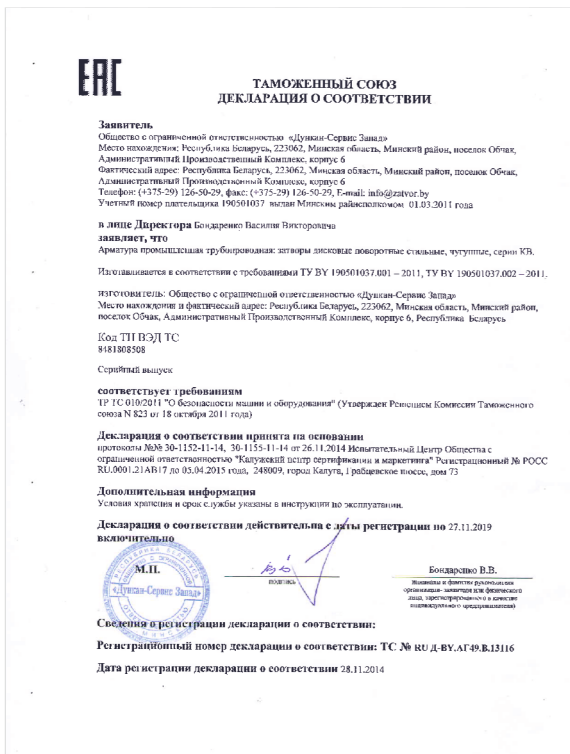 ЕАС
ТАМОЖЕННЫЙ СОЮЗ
ДЕКЛАРАЦИЯ О СООТВЕТСТВИИ
Заявитель
Общество с ограниченной ответственностью «Дункан-Сервис Запад»
Место нахождения: Республика Беларусь, 223062, Минская область, Минский район, поселок Обчак,
Административный Производственный Комплекс, корпус 6
Фактический адрес: Республика Беларусь, 223062, Минская область, Минский район, поселок Обчак,
Административный Производственный Комплекс, корпус 6
Телефон: (+375-29) 126-50-29, факс: (+375-29) 126-50-29, E-mail: info@zatvor.by
Учетный номер плательщика 190501037 выдан Минским райисполкомом 01.03.2011 года
в лице Директора Бондаренко Василия Викторовича
заявляет, что
Арматура промышленная трубопроводная: затворы дисковые поворотные стальные, чугунные, серии КВ.
Изготавливается в соответствии с требованиями ТУ BY 190501037.001 – 2011, ТУ BY 190501037.002 – 2011.
изготовитель: Общество с ограниченной ответственностью «Дункан-Сервис Запад»
Место нахождения и фактический адрес: Республика Беларусь, 223062, Минская область, Минский район,
поселок Обчак, Административный Производственный Комплекс, корпус 6, Республика Беларусь
Код ТН ВЭД ТС
8481808508
Серийный выпуск
соответствует требованиям
ТР ТС 010/2011 "О безопасности машин и оборудования" (Утвержден Решением Комиссии Таможенного
союза N 823 от 18 октября 2011 года)
Декларация о соответствии принята на основании
протоколы №№ 30-1152-11-14, 30-1155-11-14 от 26.11.2014 Испытательный Центр Общества с
ограниченной ответственностью "Калужский центр сертификации и маркетинга" Регистрационный № РОСС
RU.0001.21АВ17 до 05.04.2015 года, 248009, город Калуга, Грабцевское шоссе, дом 73
Дополнительная информация
Условия хранения и срок службы указаны в инструкции по эксплуатации.
Декларация о соответствии действительна с даты регистрации по 27.11.2019
включительно
М.П.
«Дункан-Сервис Запад»
подпись
Бондаренко В.В.
инициалы и фамилия руководителя
организации-заявителя или физического
лица, зарегистрированного в качестве
индивидуального предпринимателя)
Сведения о регистрации декларации о соответствии:
Регистрационный номер декларации о соответствии: ТС № RU Д-BY.АГ49.В.13116
Дата регистрации декларации о соответствии 28.11.2014